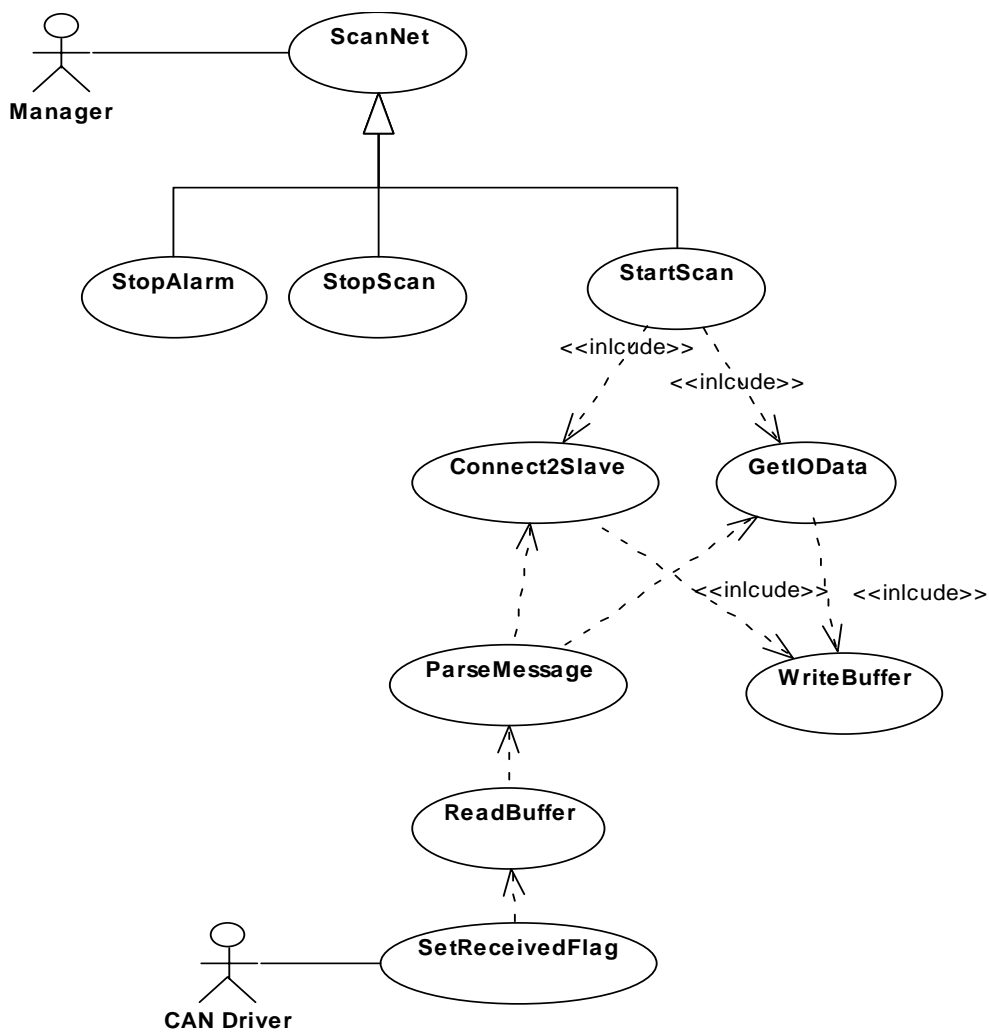 ScanNet
Manager
StopAlarm
StopScan
StartScan
<<inlcude>>
<<inlcude>>
Connect2Slave
GetIOData
<<inlcude>>
<<inlcude>>
ParseMessage
WriteBuffer
ReadBuffer
SetReceivedFlag
CAN Driver